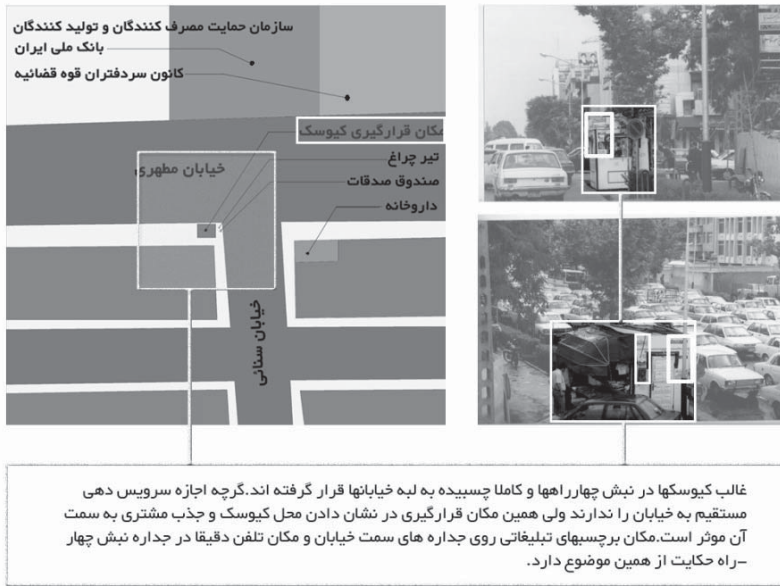 سازمان حمایت مصرف کنندگان و تولید کنندگان
بانک ملی ایران
کانون سردفتران قوه قضائیه
مکان قرارگیری کیوسک
تیر چراغ
خیابان مطهری
صندوق صدقات
داروخانه
خیابان سنائی
غالب کیوسکها در نبش چهارراهها و کاملا چسبیده به لبه خیابانها قرار گرفته اند.گرچه اجازه سرویس دهی
مستقیم به خیابان را ندارند ولی همین مکان قرارگیری در نشان دادن محل کیوسک و جذب مشتری به سمت
آن موثر است.مکان برچسبهای تبلیغاتی روی جداره های سمت خیابان و مکان تلفن دقیقا در جداره نبش چهار
-راه حکایت از همین موضوع دارد.